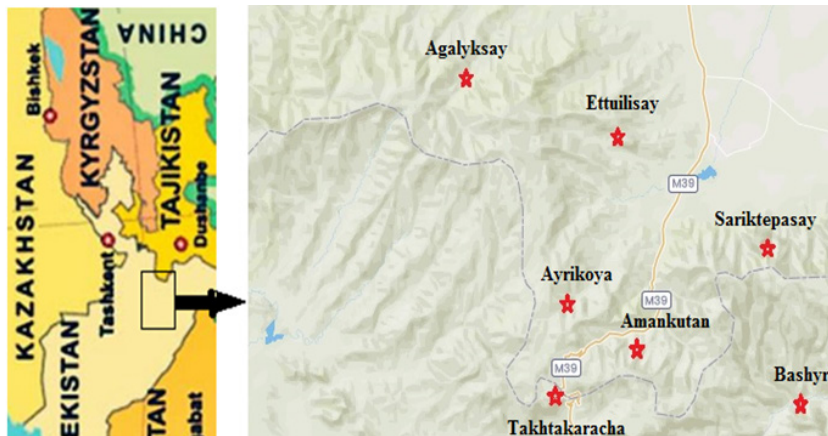 CHINA
KYRGYZSTAN
Bishkek
TAJIKISTAN
Dushanbe
KAZAKHSTAN
Tashkent
EKISTAN
TAN
abat
Agalyksay
Ettuilisay
M39
Sariktepasay
Ayrikoya
M39
Amankutan
M39
Bashyr
Takhtakaracha